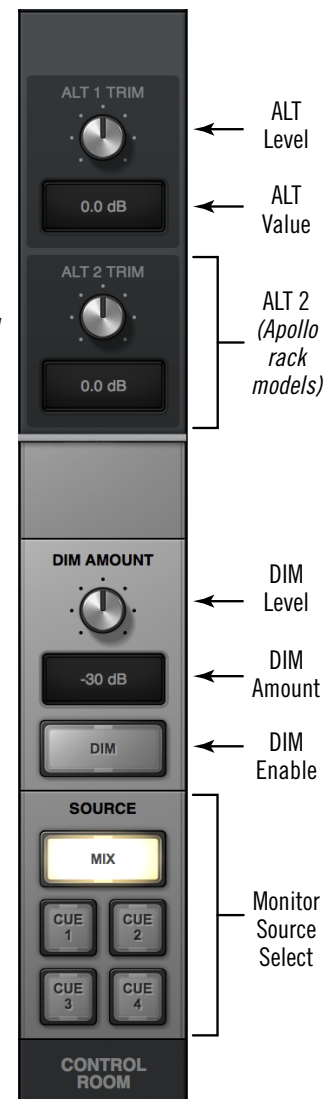 ALT 1 TRIM
ALT
Level
0.0 dB
ALT
Value
ALT 2 TRIM
ALT 2
(Apollo
rack
models)
0.0 dB
DIM AMOUNT
DIM
Level
-30 dB
DIM
Amount
DIM
DIM
Enable
SOURCE
MIX
CUE
1
CUE
2
Monitor
Source
Select
CUE
3
CUE
4
CONTROL
ROOM